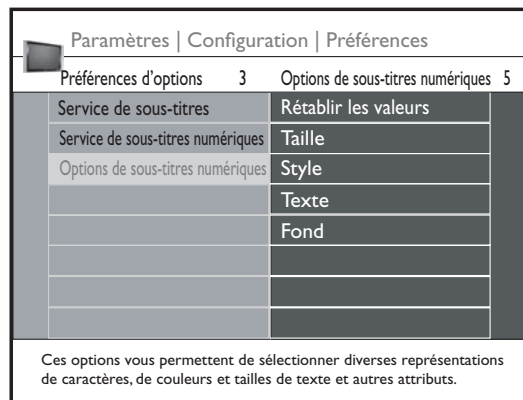 Paramètres | Configuration | Préférences
Préférences d'options 3 Options de sous-titres numériques 5
Service de sous-titres Rétablir les valeurs
Service de sous-titres numériques Taille
Options de sous-titres numériques Style
Texte
Fond
Ces options vous permettent de sélectionner diverses représentations
de caractères, de couleurs et tailles de texte et autres attributs.